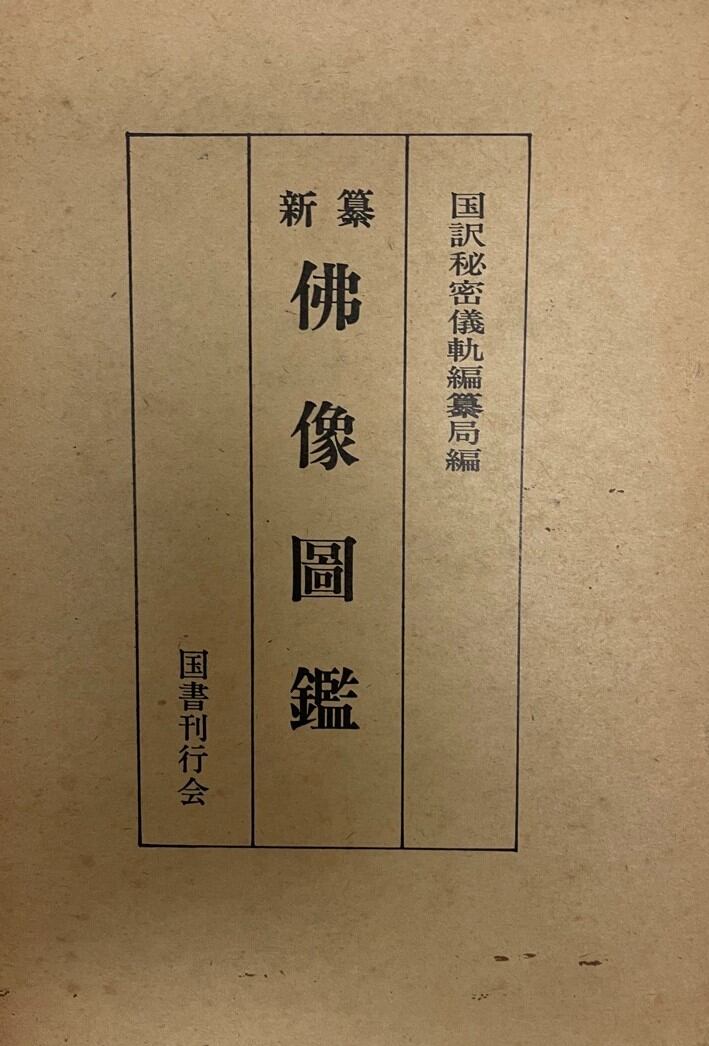 国訳秘密儀軌編纂局編
新纂
佛像圖鑑
国書刊行会